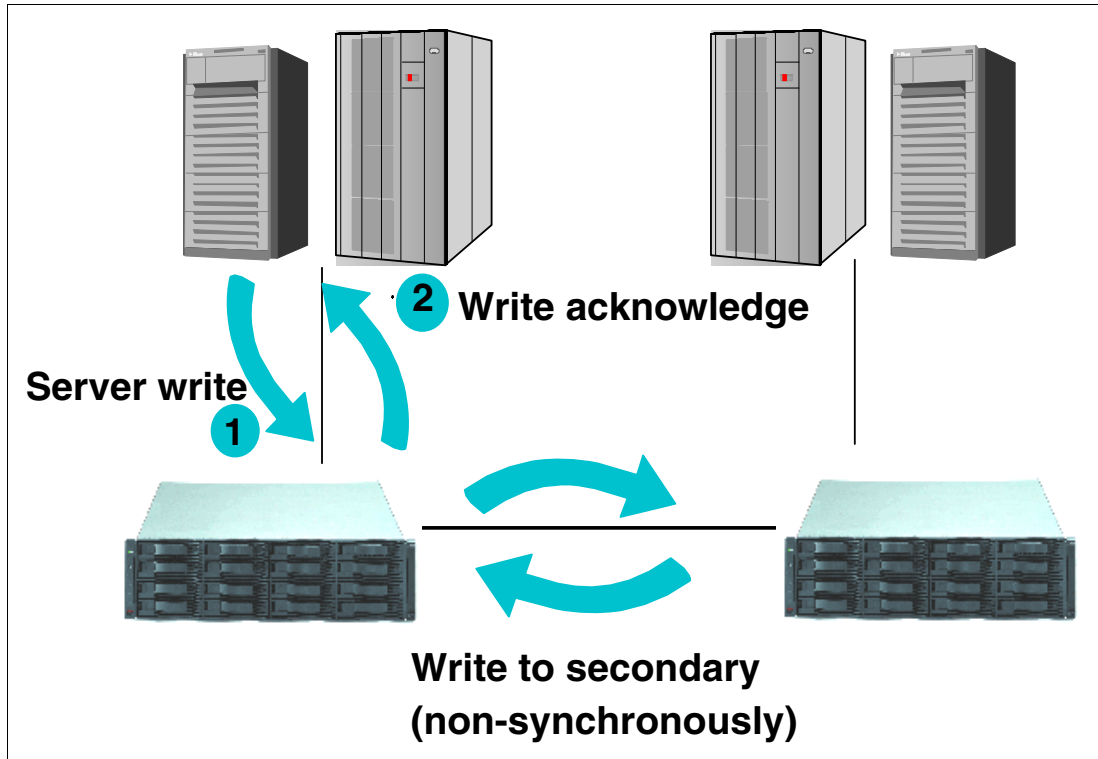 2 Write acknowledge
Server write
1
Write to secondary
(non-synchronously)